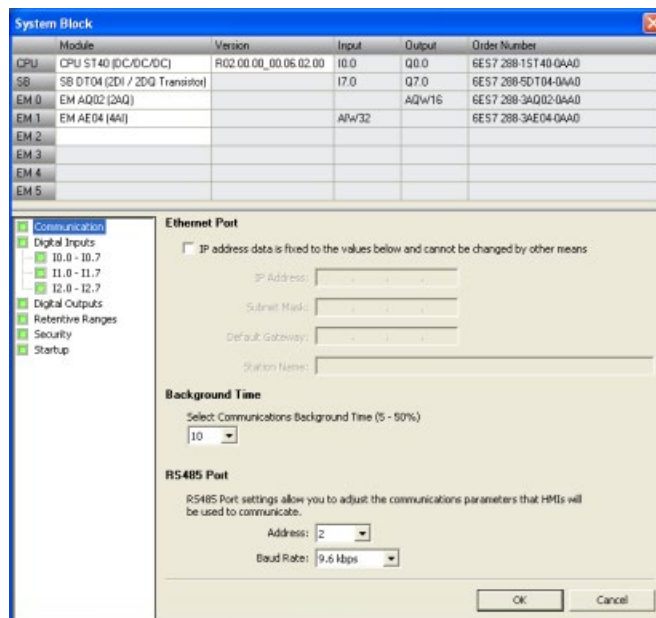 System Block
Module Version Input Output Order Number
CPU CPU ST40 (DC/DC/DC) R02.00.00_00.06.02.00 I0.0 Q0.0 6ES7 288-1ST40-0AA0
SB SB DT04 (2DI / 2DQ Transistor) I7.0 Q7.0 6ES7 288-5DT04-0AA0
EM 0 EM AQ02 (2AQ) AQW16 6ES7 288-3AQ02-0AA0
EM 1 EM AE04 (4AI) AIW32 6ES7 288-3AE04-0AA0
EM 2
EM 3
EM 4
EM 5
Communication
Digital Inputs
I0.0 - I0.7
I1.0 - I1.7
I2.0 - I2.7
Digital Outputs
Retentive Ranges
Security
Startup
Ethernet Port
IP address data is fixed to the values below and cannot be changed by other means
IP Address:
Subnet Mask:
Default Gateway:
Station Name:
Background Time
Select Communications Background Time (5 - 50%)
10
RS485 Port
RS485 Port settings allow you to adjust the communications parameters that HMIs will
be used to communicate.
Address: 2
Baud Rate: 9.6 kbps
OK Cancel